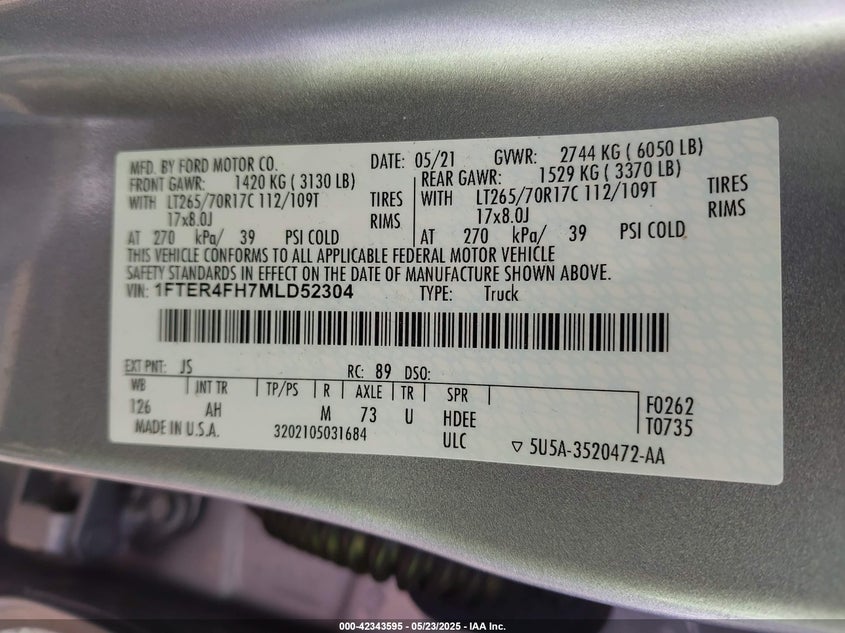 MFD. BY FORD MOTOR CO. DATE: 05/21 GVWR: 2744 KG ( 6050 LB)
FRONT GAWR: 1420 KG ( 3130 LB) REAR GAWR: 1529 KG ( 3370 LB)
WITH LT265/70R17C 112/109T TIRES WITH LT265/70R17C 112/109T TIRES
17x8.0J RIMS 17x8.0J RIMS
AT 270 kPa/ 39 PSI COLD AT 270 kPa/ 39 PSI COLD
THIS VEHICLE CONFORMS TO ALL APPLICABLE FEDERAL MOTOR VEHICLE
SAFETY STANDARDS IN EFFECT ON THE DATE OF MANUFACTURE SHOWN ABOVE.
VIN: 1FTER4FH7MLD52304 TYPE: Truck
EXT PNT: JS RC: 89 DSO:
WB INT TR TP/PS R AXLE TR SPR
126 AH M 73 U HDEE F0262
MADE IN U.S.A. 3202105031684 ULC T0735
▽ 5U5A-3520472-AA
000-42343595 - 05/23/2025 - IAA Inc.